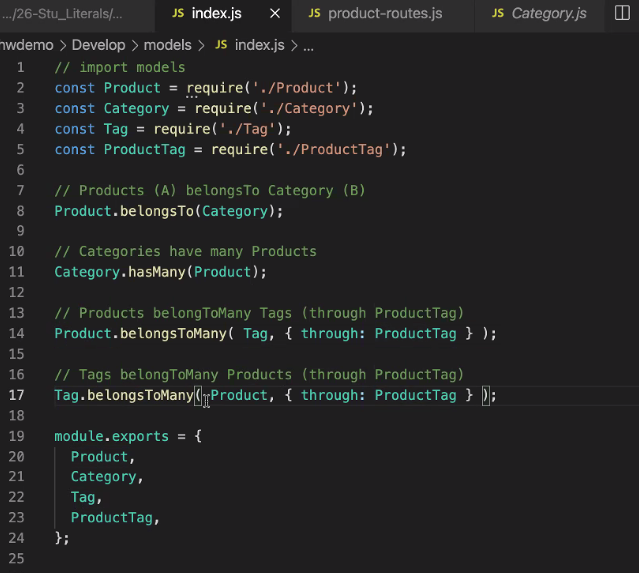 .../26-Stu_Literals/...
JS index.js × JS product-routes.js JS Category.js
hwdemo > Develop > models > JS index.js > ...
1 // import models
2 const Product = require('./Product');
3 const Category = require('./Category');
4 const Tag = require('./Tag');
5 const ProductTag = require('./ProductTag');
6
7 // Products (A) belongsTo Category (B)
8 Product.belongsTo(Category);
9
10 // Categories have many Products
11 Category.hasMany(Product);
12
13 // Products belongToMany Tags (through ProductTag)
14 Product.belongsToMany( Tag, { through: ProductTag } );
15
16 // Tags belongToMany Products (through ProductTag)
17 Tag.belongsToMany( Product, { through: ProductTag } );
18
19 module.exports = {
20 Product,
21 Category,
22 Tag,
23 ProductTag,
24 };
25